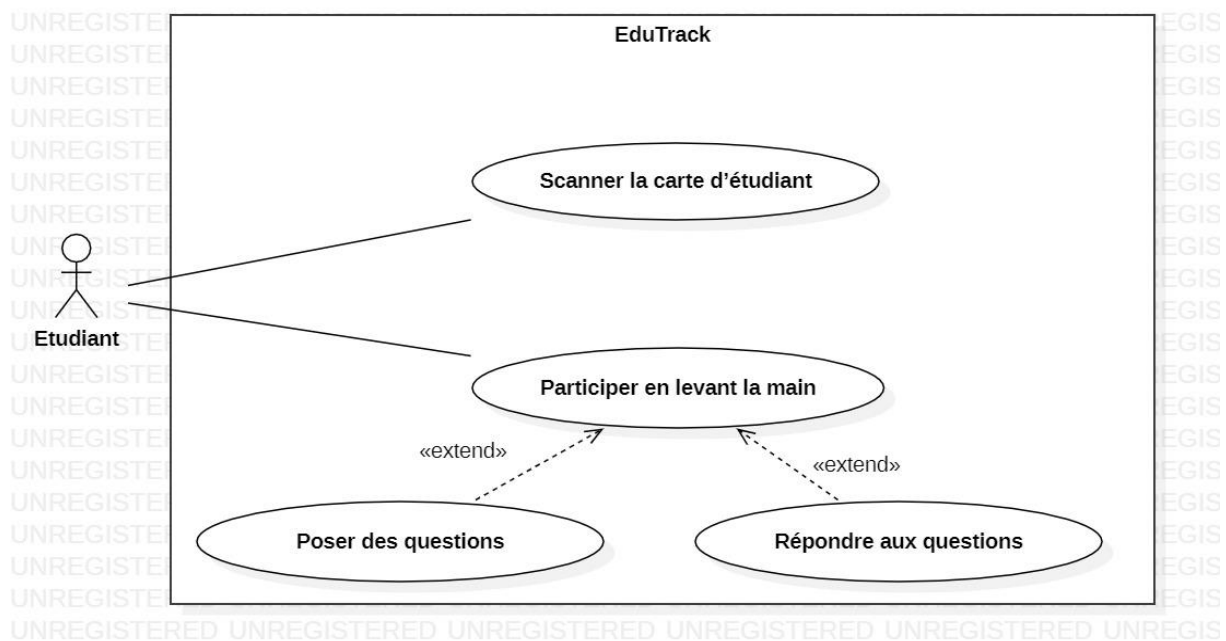 EduTrack
Scanner la carte d’étudiant
Etudiant
Participer en levant la main
«extend»
«extend»
Poser des questions
Répondre aux questions
UNREGISTERED UNREGISTERED UNREGISTERED UNREGISTERED UNREGISTERED UNREGIS